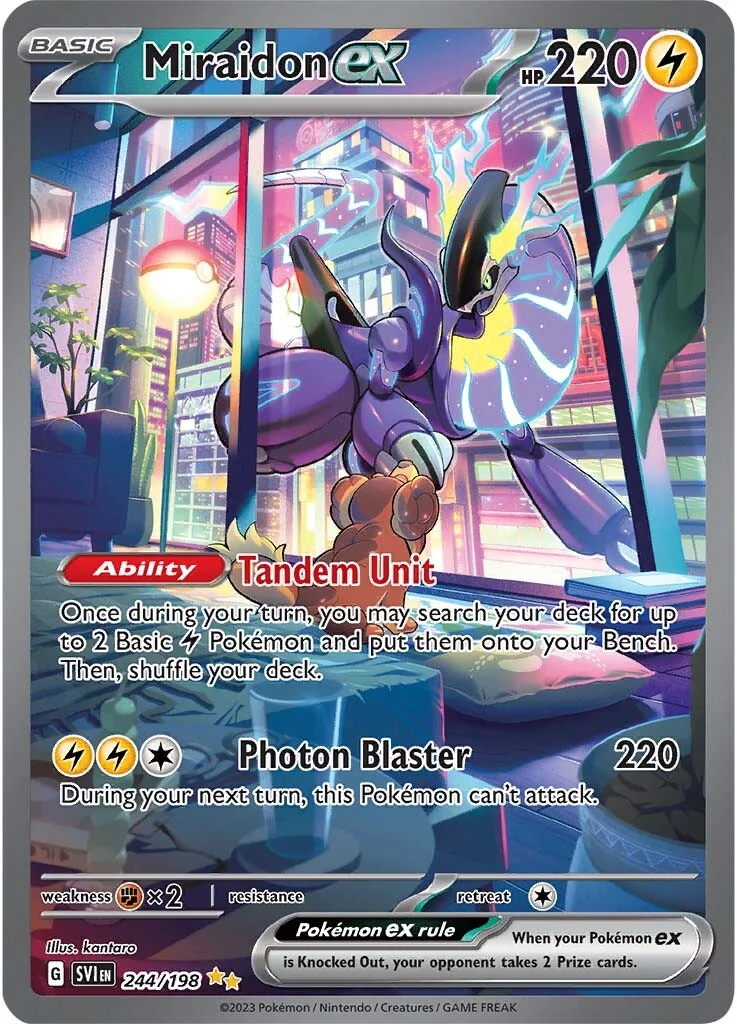 BASIC
Miraidon ex
HP 220
Ability Tandem Unit
Once during your turn, you may search your deck for up
to 2 Basic Pokémon and put them onto your Bench.
Then, shuffle your deck.
Photon Blaster 220
During your next turn, this Pokémon can't attack.
weakness ×2 resistance retreat
Illus. kantaro
Pokémon ex rule
When your Pokémon ex
is Knocked Out, your opponent takes 2 Prize cards.
G SVI EN 244/198
©2023 Pokémon / Nintendo / Creatures / GAME FREAK